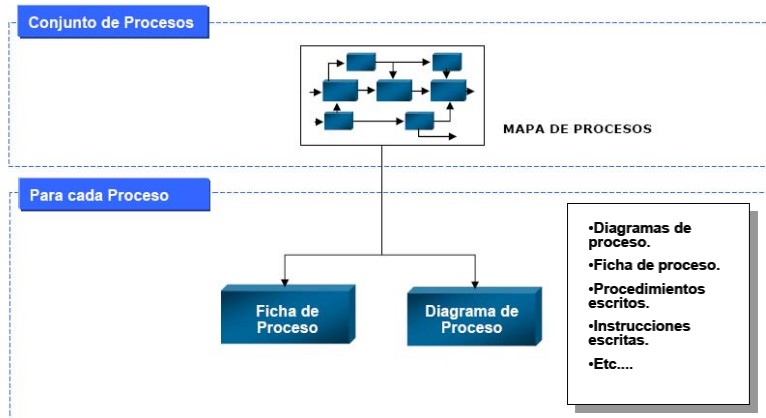 Conjunto de Procesos
MAPA DE PROCESOS
Para cada Proceso
Ficha de
Proceso
Diagrama de
Proceso
•Diagramas de
proceso.
•Ficha de proceso.
•Procedimientos
escritos.
•Instrucciones
escritas.
•Etc....